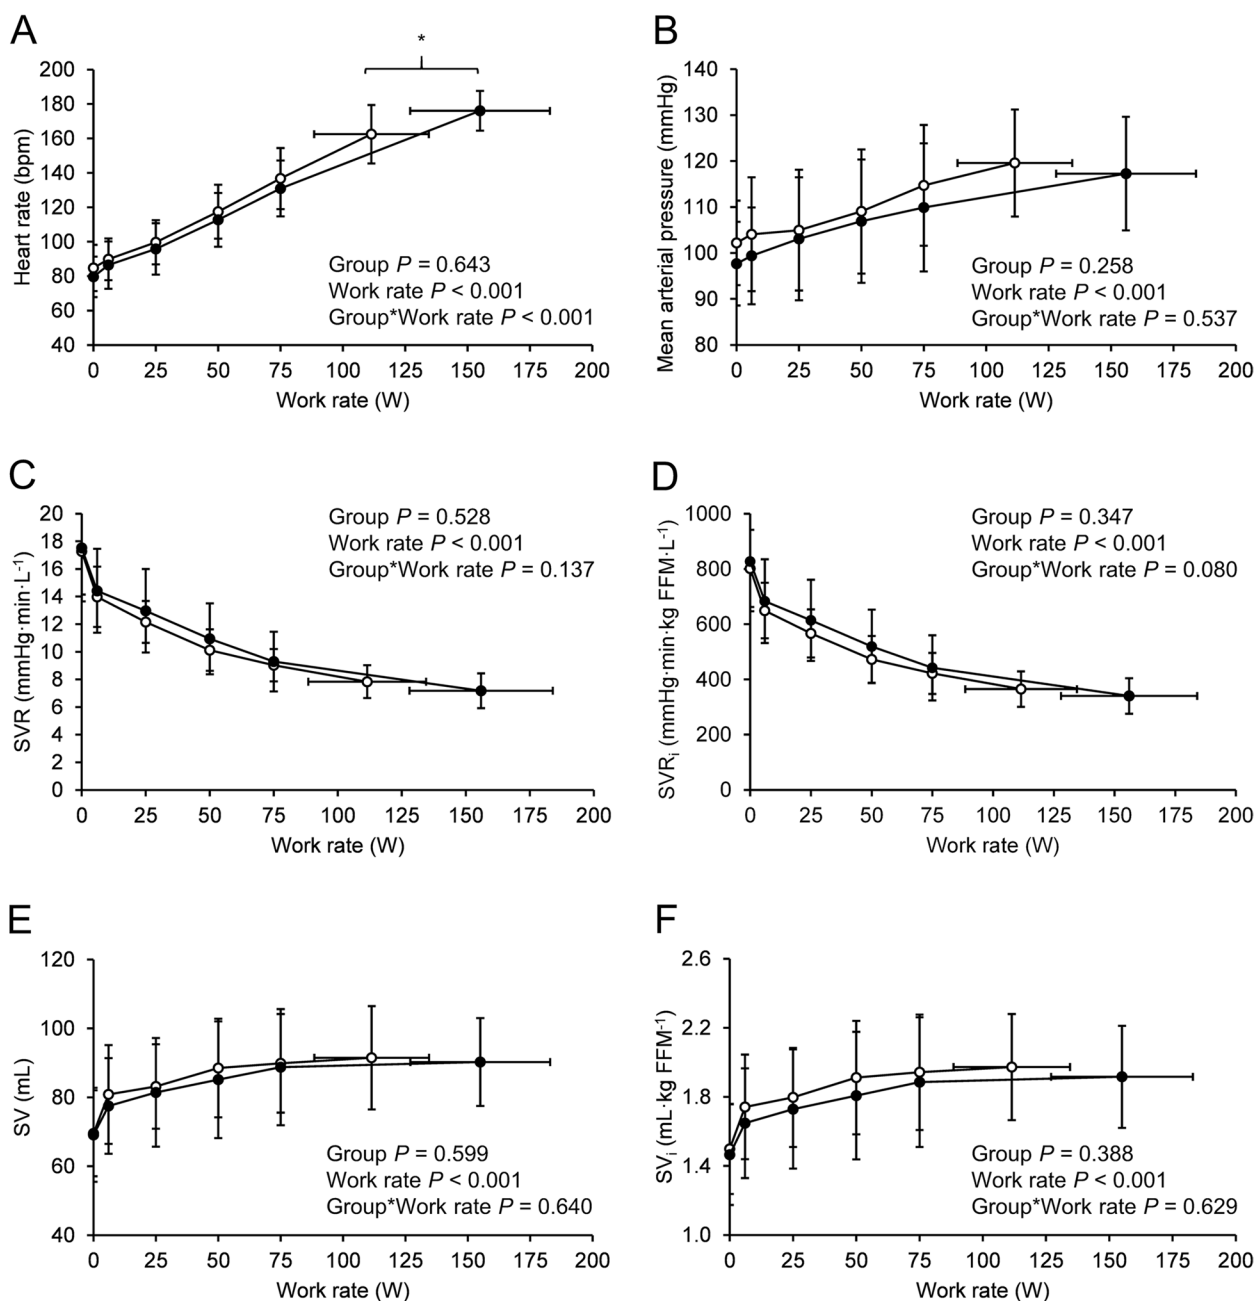 A
*
Heart rate (bpm)
200
180
160
140
120
100
80
60
40
Group P = 0.643
Work rate P < 0.001
Group*Work rate P < 0.001
0 25 50 75 100 125 150 175 200
Work rate (W)
B
Mean arterial pressure (mmHg)
140
130
120
110
100
90
80
Group P = 0.258
Work rate P < 0.001
Group*Work rate P = 0.537
0 25 50 75 100 125 150 175 200
Work rate (W)
C
SVR (mmHg·min·L⁻¹)
20
18
16
14
12
10
8
6
4
2
0
Group P = 0.528
Work rate P < 0.001
Group*Work rate P = 0.137
0 25 50 75 100 125 150 175 200
Work rate (W)
D
SVRᵢ (mmHg·min·kg FFM·L⁻¹)
1000
800
600
400
200
0
Group P = 0.347
Work rate P < 0.001
Group*Work rate P = 0.080
0 25 50 75 100 125 150 175 200
Work rate (W)
E
SV (mL)
120
100
80
60
40
Group P = 0.599
Work rate P < 0.001
Group*Work rate P = 0.640
0 25 50 75 100 125 150 175 200
Work rate (W)
F
SVᵢ (mL·kg FFM⁻¹)
2.6
2.2
1.8
1.4
1.0
Group P = 0.388
Work rate P < 0.001
Group*Work rate P = 0.629
0 25 50 75 100 125 150 175 200
Work rate (W)